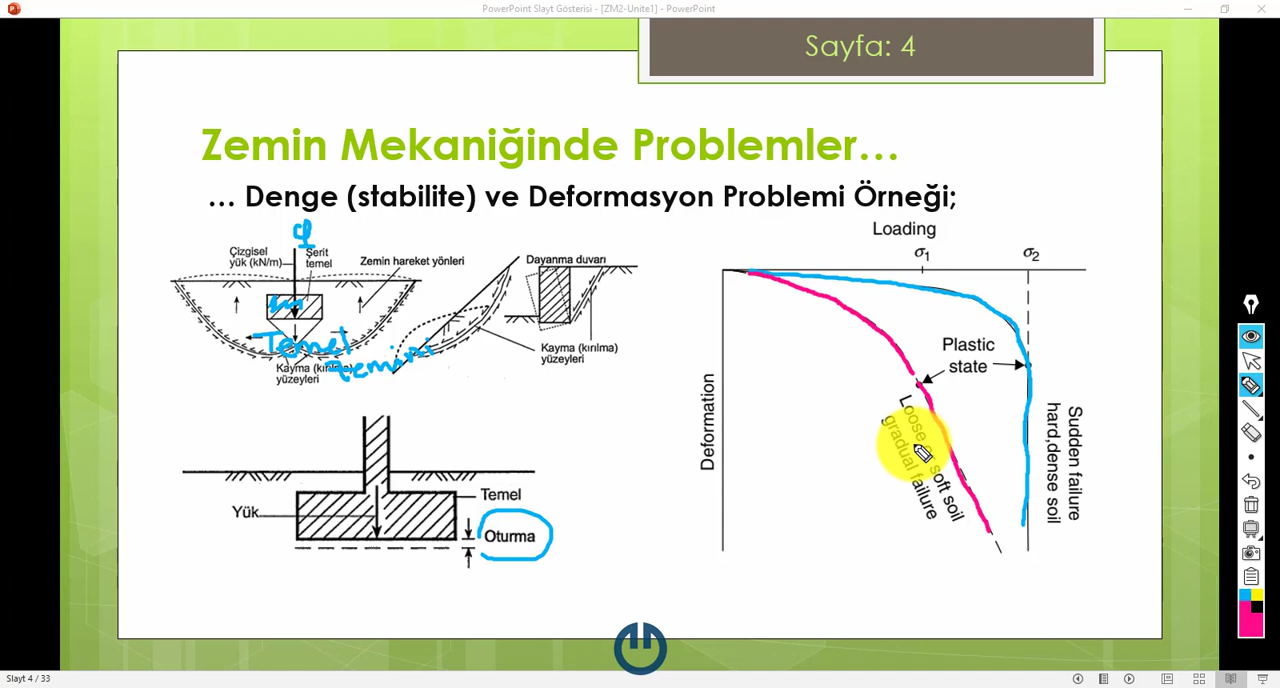 PowerPoint Slayt Gösterisi - [ZM2-Unite1] - PowerPoint
Sayfa: 4
Zemin Mekaniğinde Problemler...
... Denge (stabilite) ve Deformasyon Problemi Örneği;
q
Çizgisel
yük (kN/m)
Şerit
temel
Zemin hareket yönleri
Temel
zemini
Kayma (kırılma)
yüzeyleri
Dayanma duvarı
Kayma (kırılma)
yüzeyleri
Yük
Temel
Oturma
Loading
σ1
σ2
Plastic
state
Deformation
Loose or soft soil
gradual failure
Sudden failure
hard,dense soil
Slayt 4 / 33